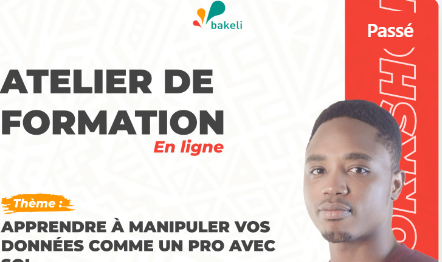 bakeli
Passé
ATELIER DE
FORMATION
En ligne
Thème :
APPRENDRE À MANIPULER VOS
DONNÉES COMME UN PRO AVEC